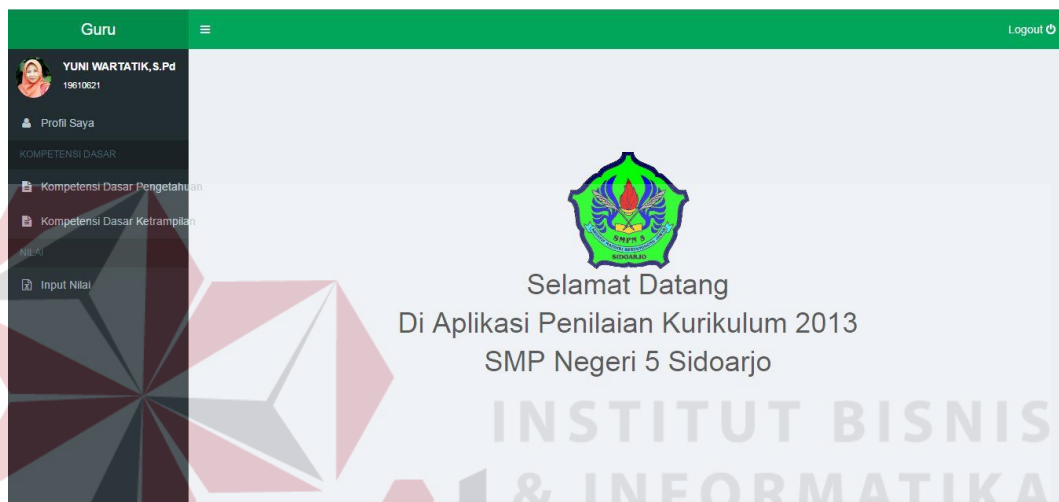 Guru
Logout
YUNI WARTATIK,S.Pd
19610621
Profil Saya
KOMPETENSI DASAR
Kompetensi Dasar Pengetahuan
Kompetensi Dasar Ketrampilan
NILAI
Input Nilai
SMPN 5
SIDOARJO
Selamat Datang
Di Aplikasi Penilaian Kurikulum 2013
SMP Negeri 5 Sidoarjo
INSTITUT BISNIS
& INFORMATIKA